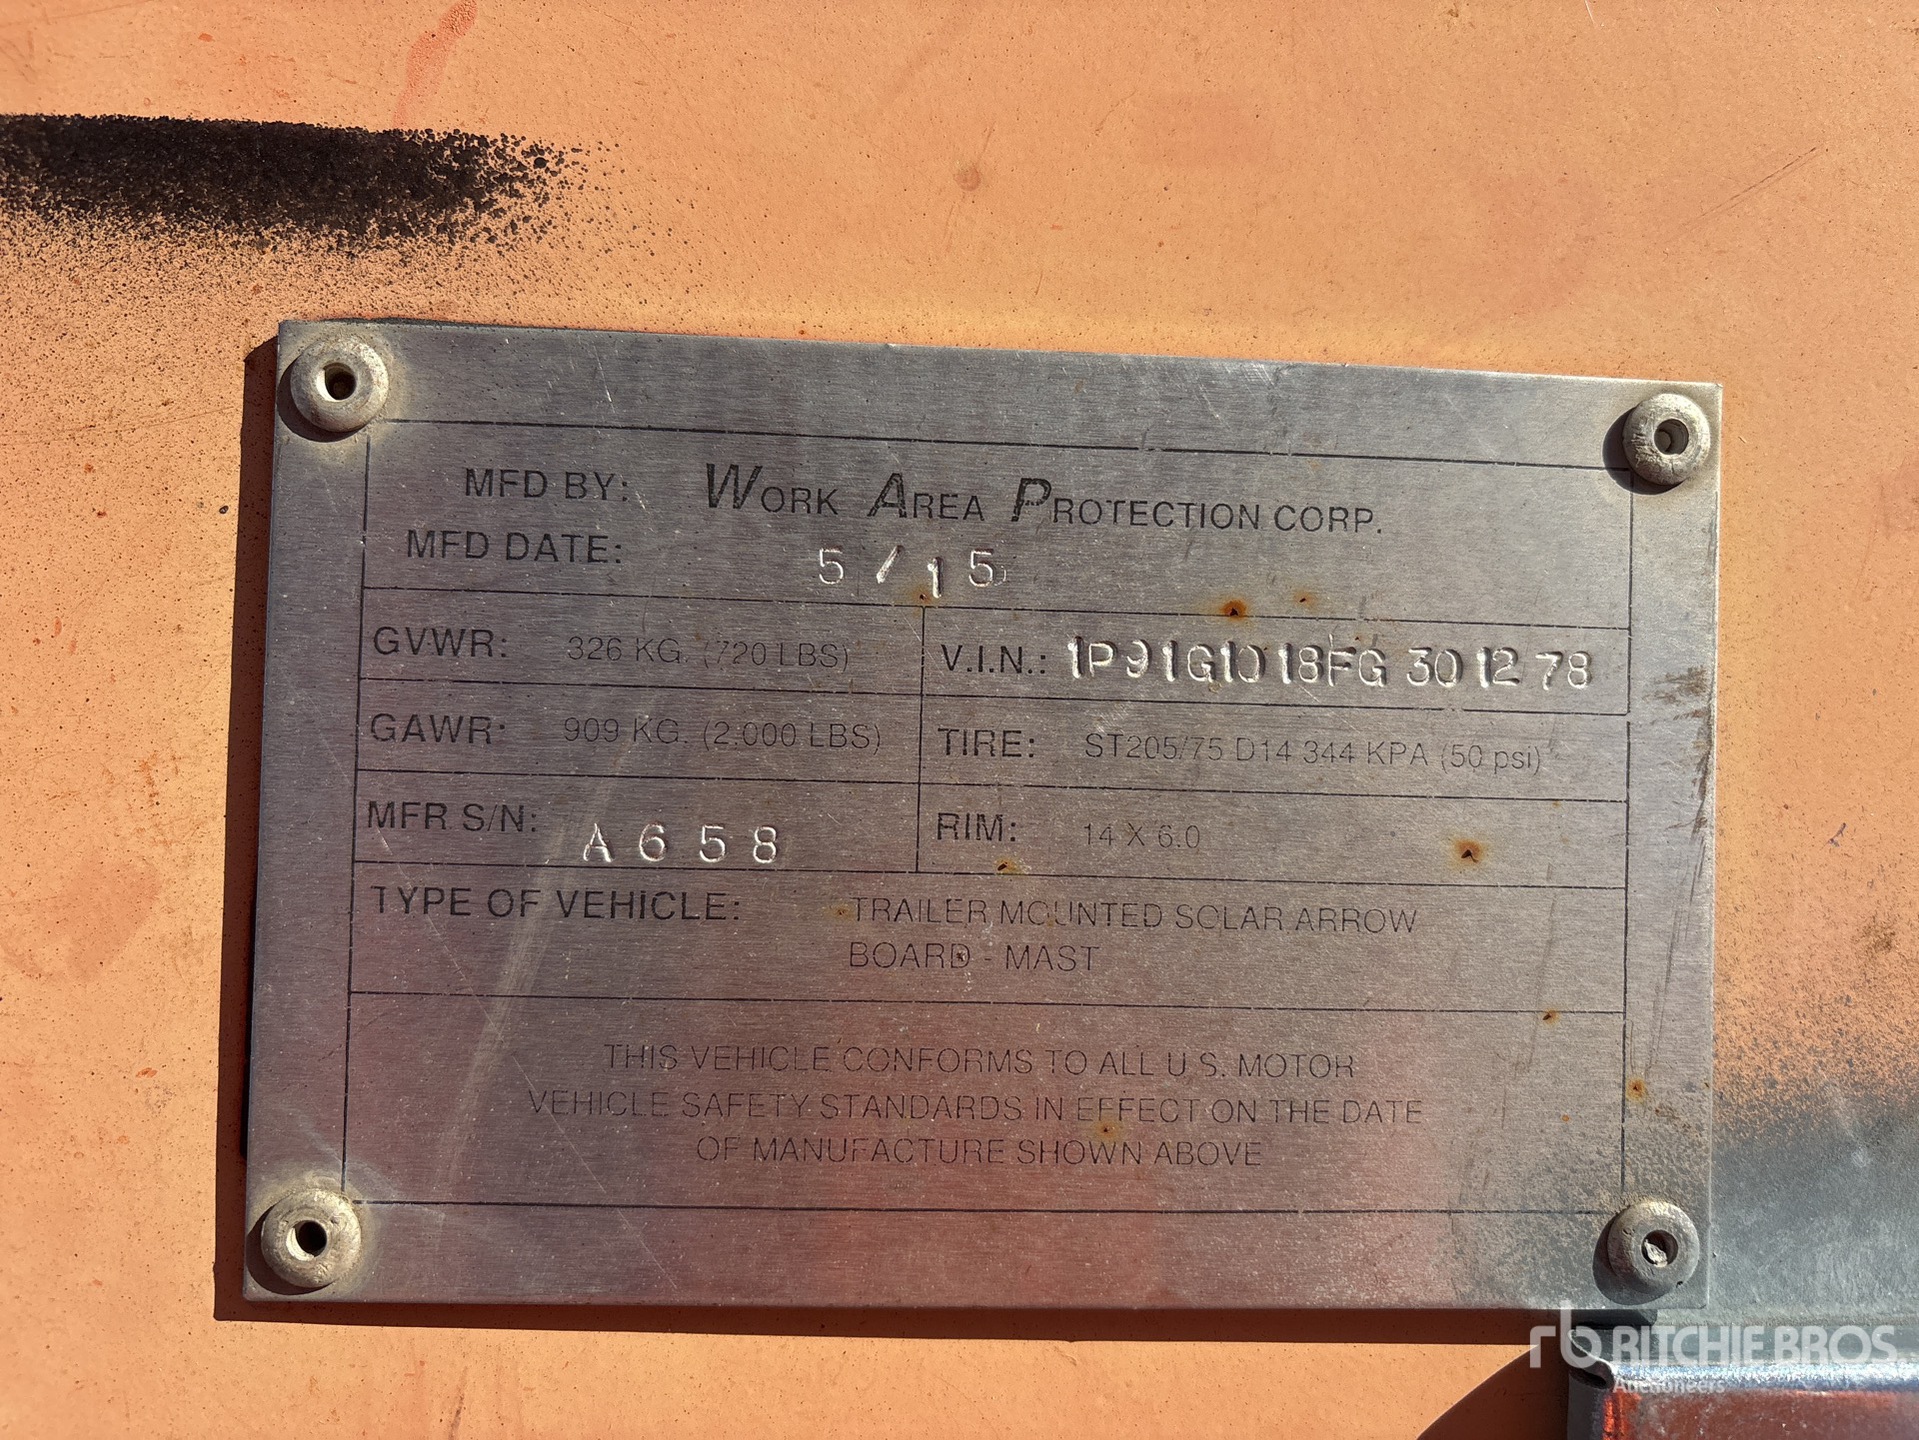 MFD BY: WORK AREA PROTECTION CORP.
MFD DATE: 5/15
GVWR: 326 KG. (720 LBS) V.I.N.: 1P91G1018FG301278
GAWR: 909 KG. (2,000 LBS) TIRE: ST205/75 D14 344 KPA (50 psi)
MFR S/N: A658 RIM: 14 X 6.0
TYPE OF VEHICLE: TRAILER MOUNTED SOLAR ARROW
BOARD - MAST
THIS VEHICLE CONFORMS TO ALL U.S. MOTOR
VEHICLE SAFETY STANDARDS IN EFFECT ON THE DATE
OF MANUFACTURE SHOWN ABOVE
rb RITCHIE BROS.
Auctioneers